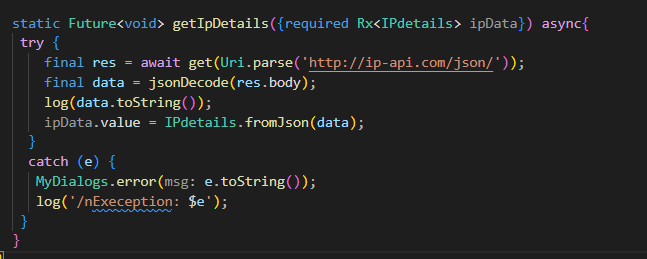 static Future<void> getIpDetails({required Rx<IPdetails> ipData}) async{
try {
final res = await get(Uri.parse('http://ip-api.com/json/'));
final data = jsonDecode(res.body);
log(data.toString());
ipData.value = IPdetails.fromJson(data);
}
catch (e) {
MyDialogs.error(msg: e.toString());
log('/nExeception: $e');
}
}